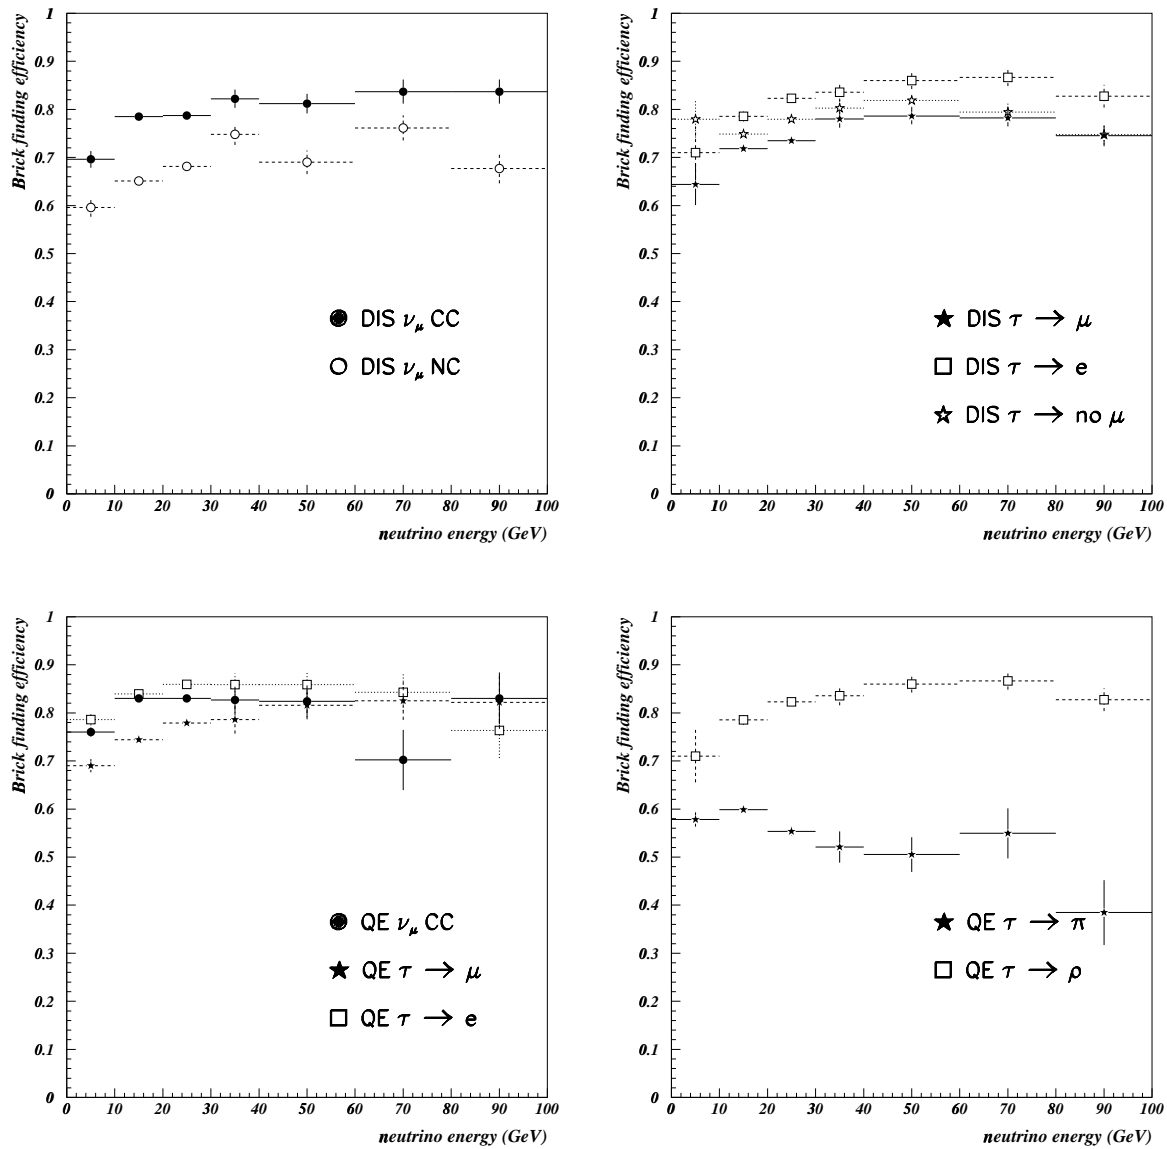 Brick finding efficiency
1
0.9
0.8
0.7
0.6
0.5
0.4
0.3
0.2
0.1
0
DIS ν_μ CC
DIS ν_μ NC
0 10 20 30 40 50 60 70 80 90 100
neutrino energy (GeV)
Brick finding efficiency
1
0.9
0.8
0.7
0.6
0.5
0.4
0.3
0.2
0.1
0
DIS τ → μ
DIS τ → e
DIS τ → no μ
0 10 20 30 40 50 60 70 80 90 100
neutrino energy (GeV)
Brick finding efficiency
1
0.9
0.8
0.7
0.6
0.5
0.4
0.3
0.2
0.1
0
QE ν_μ CC
QE τ → μ
QE τ → e
0 10 20 30 40 50 60 70 80 90 100
neutrino energy (GeV)
Brick finding efficiency
1
0.9
0.8
0.7
0.6
0.5
0.4
0.3
0.2
0.1
0
QE τ → π
QE τ → ρ
0 10 20 30 40 50 60 70 80 90 100
neutrino energy (GeV)